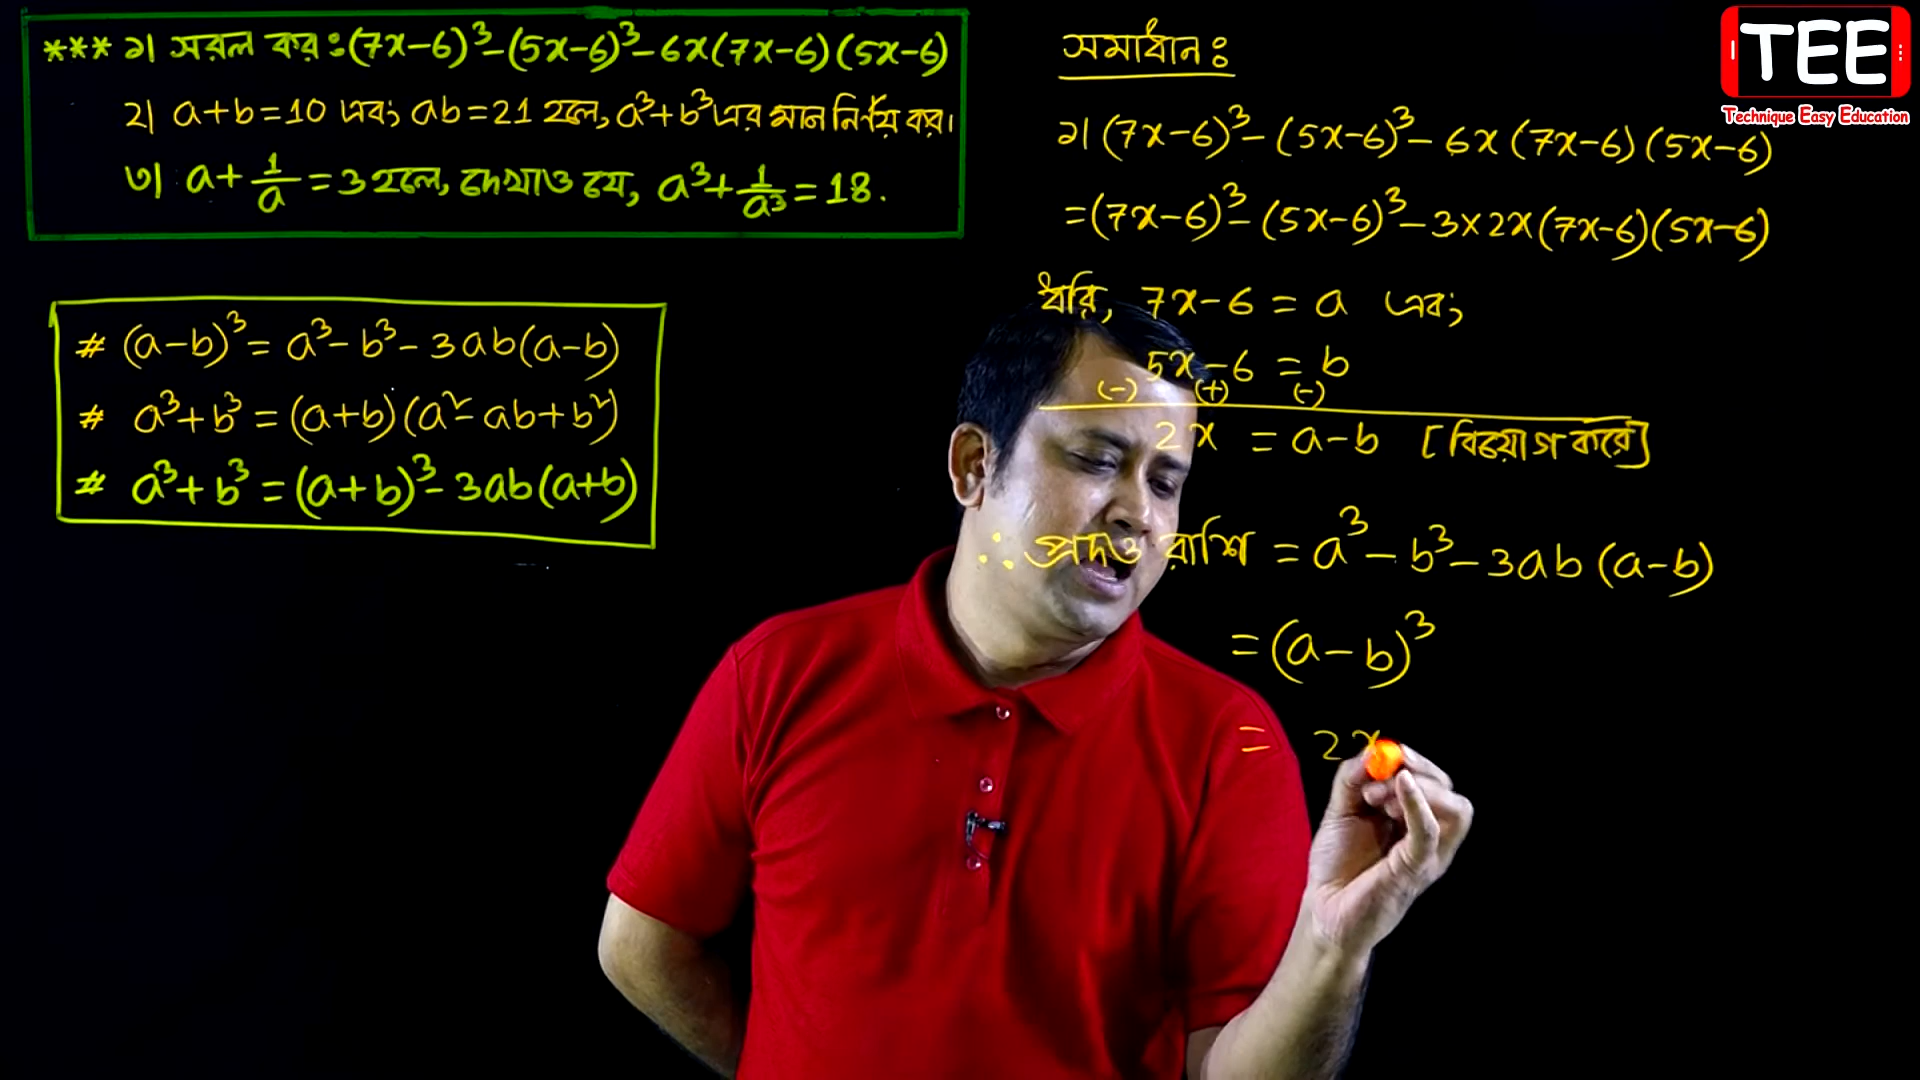 *** ১। সরল কর : (7x-6)³-(5x-6)³-6x(7x-6)(5x-6)
২। a+b=10 এবং ab=21 হলে, a³+b³ এর মান নির্ণয় কর।
৩। a+1/a=3 হলে, দেখাও যে, a³+1/a³=18.
# (a-b)³= a³-b³-3ab(a-b)
# a³+b³=(a+b)(a²-ab+b²)
# a³+b³=(a+b)³-3ab(a+b)
সমাধান :
১। (7x-6)³-(5x-6)³-6x(7x-6)(5x-6)
=(7x-6)³-(5x-6)³-3×2x(7x-6)(5x-6)
ধরি, 7x-6 = a এবং
5x-6 = b
(-) (+) (-)
2x = a-b [বিয়োগ করে]
∴ প্রদত্ত রাশি = a³-b³-3ab(a-b)
=(a-b)³
= 2x
TEE
Technique Easy Education